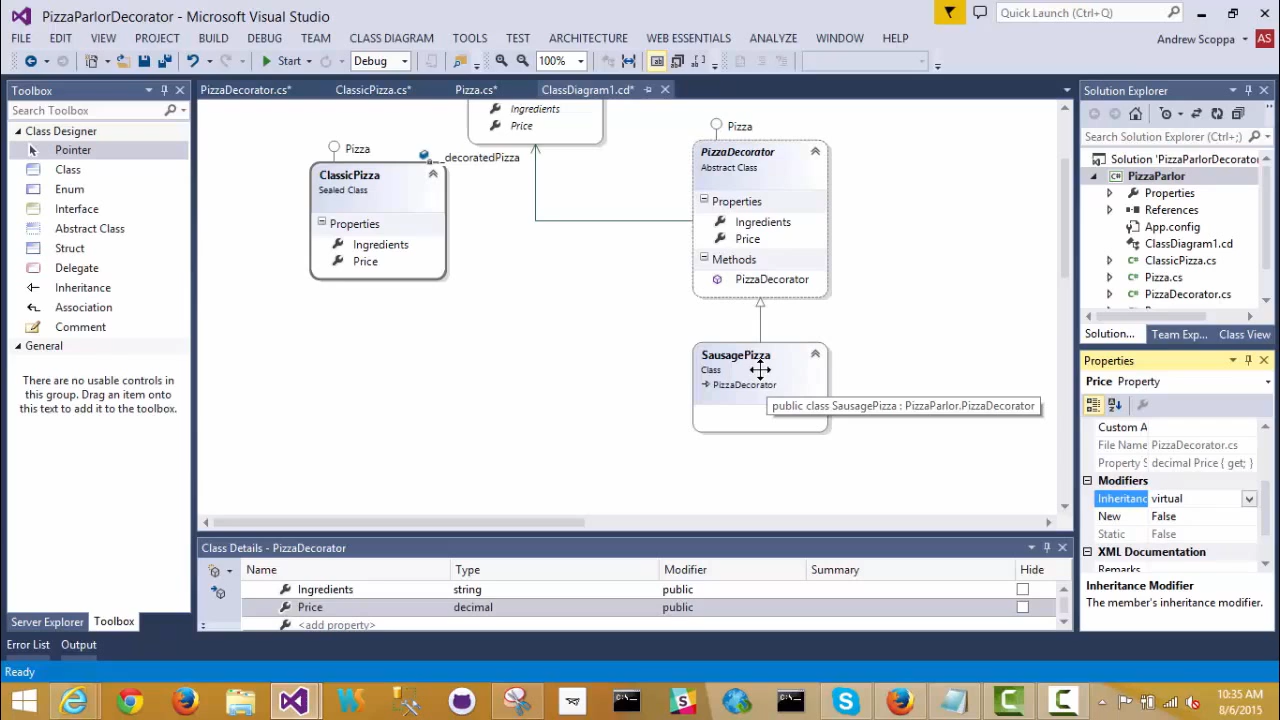 PizzaParlorDecorator - Microsoft Visual Studio
Quick Launch (Ctrl+Q)
FILE EDIT VIEW PROJECT BUILD DEBUG TEAM CLASS DIAGRAM TOOLS TEST ARCHITECTURE WEB ESSENTIALS ANALYZE WINDOW HELP
Andrew Scoppa AS
Start Debug 100%
Toolbox
Search Toolbox
Class Designer
Pointer
Class
Enum
Interface
Abstract Class
Struct
Delegate
Inheritance
Association
Comment
General
There are no usable controls in
this group. Drag an item onto
this text to add it to the toolbox.
Server Explorer Toolbox
PizzaDecorator.cs* ClassicPizza.cs* Pizza.cs* ClassDiagram1.cd*
Ingredients
Price
Pizza
_decoratedPizza
ClassicPizza
Sealed Class
Properties
Ingredients
Price
Pizza
PizzaDecorator
Abstract Class
Properties
Ingredients
Price
Methods
PizzaDecorator
SausagePizza
Class
PizzaDecorator
public class SausagePizza : PizzaParlor.PizzaDecorator
Class Details - PizzaDecorator
Name Type Modifier Summary Hide
Ingredients string public
Price decimal public
<add property>
Solution Explorer
Search Solution Explorer (Ctrl+
Solution 'PizzaParlorDecorator
PizzaParlor
Properties
References
App.config
ClassDiagram1.cd
ClassicPizza.cs
Pizza.cs
PizzaDecorator.cs
Solution... Team Exp... Class View
Properties
Price Property
Custom A
File Name PizzaDecorator.cs
Property S decimal Price { get; }
Modifiers
Inheritanc virtual
New False
Static False
XML Documentation
Remarks
Inheritance Modifier
The member's inheritance modifier.
Error List Output
Ready
10:35 AM
8/6/2015